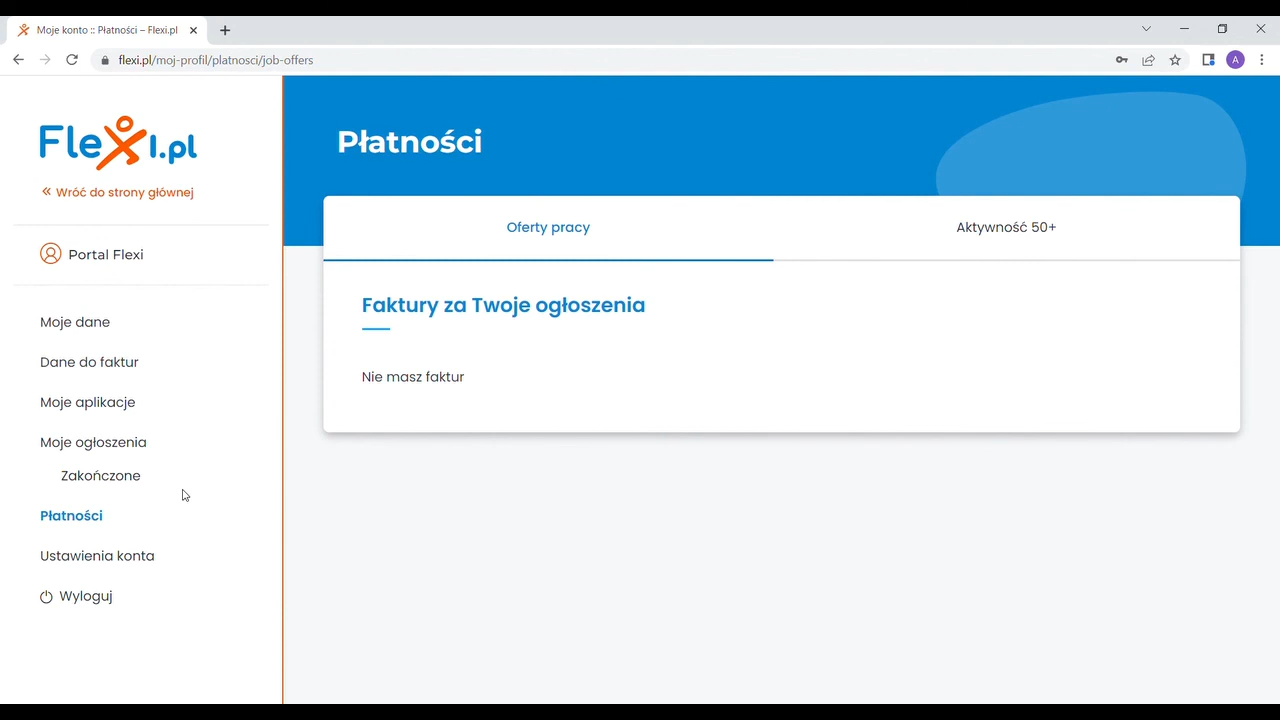 Moje konto :: Płatności – Flexi.pl
flexi.pl/moj-profil/platnosci/job-offers
A
Flexi.pl
Wróć do strony głównej
Portal Flexi
Moje dane
Dane do faktur
Moje aplikacje
Moje ogłoszenia
Zakończone
Płatności
Ustawienia konta
Wyloguj
Płatności
Oferty pracy
Aktywność 50+
Faktury za Twoje ogłoszenia
Nie masz faktur